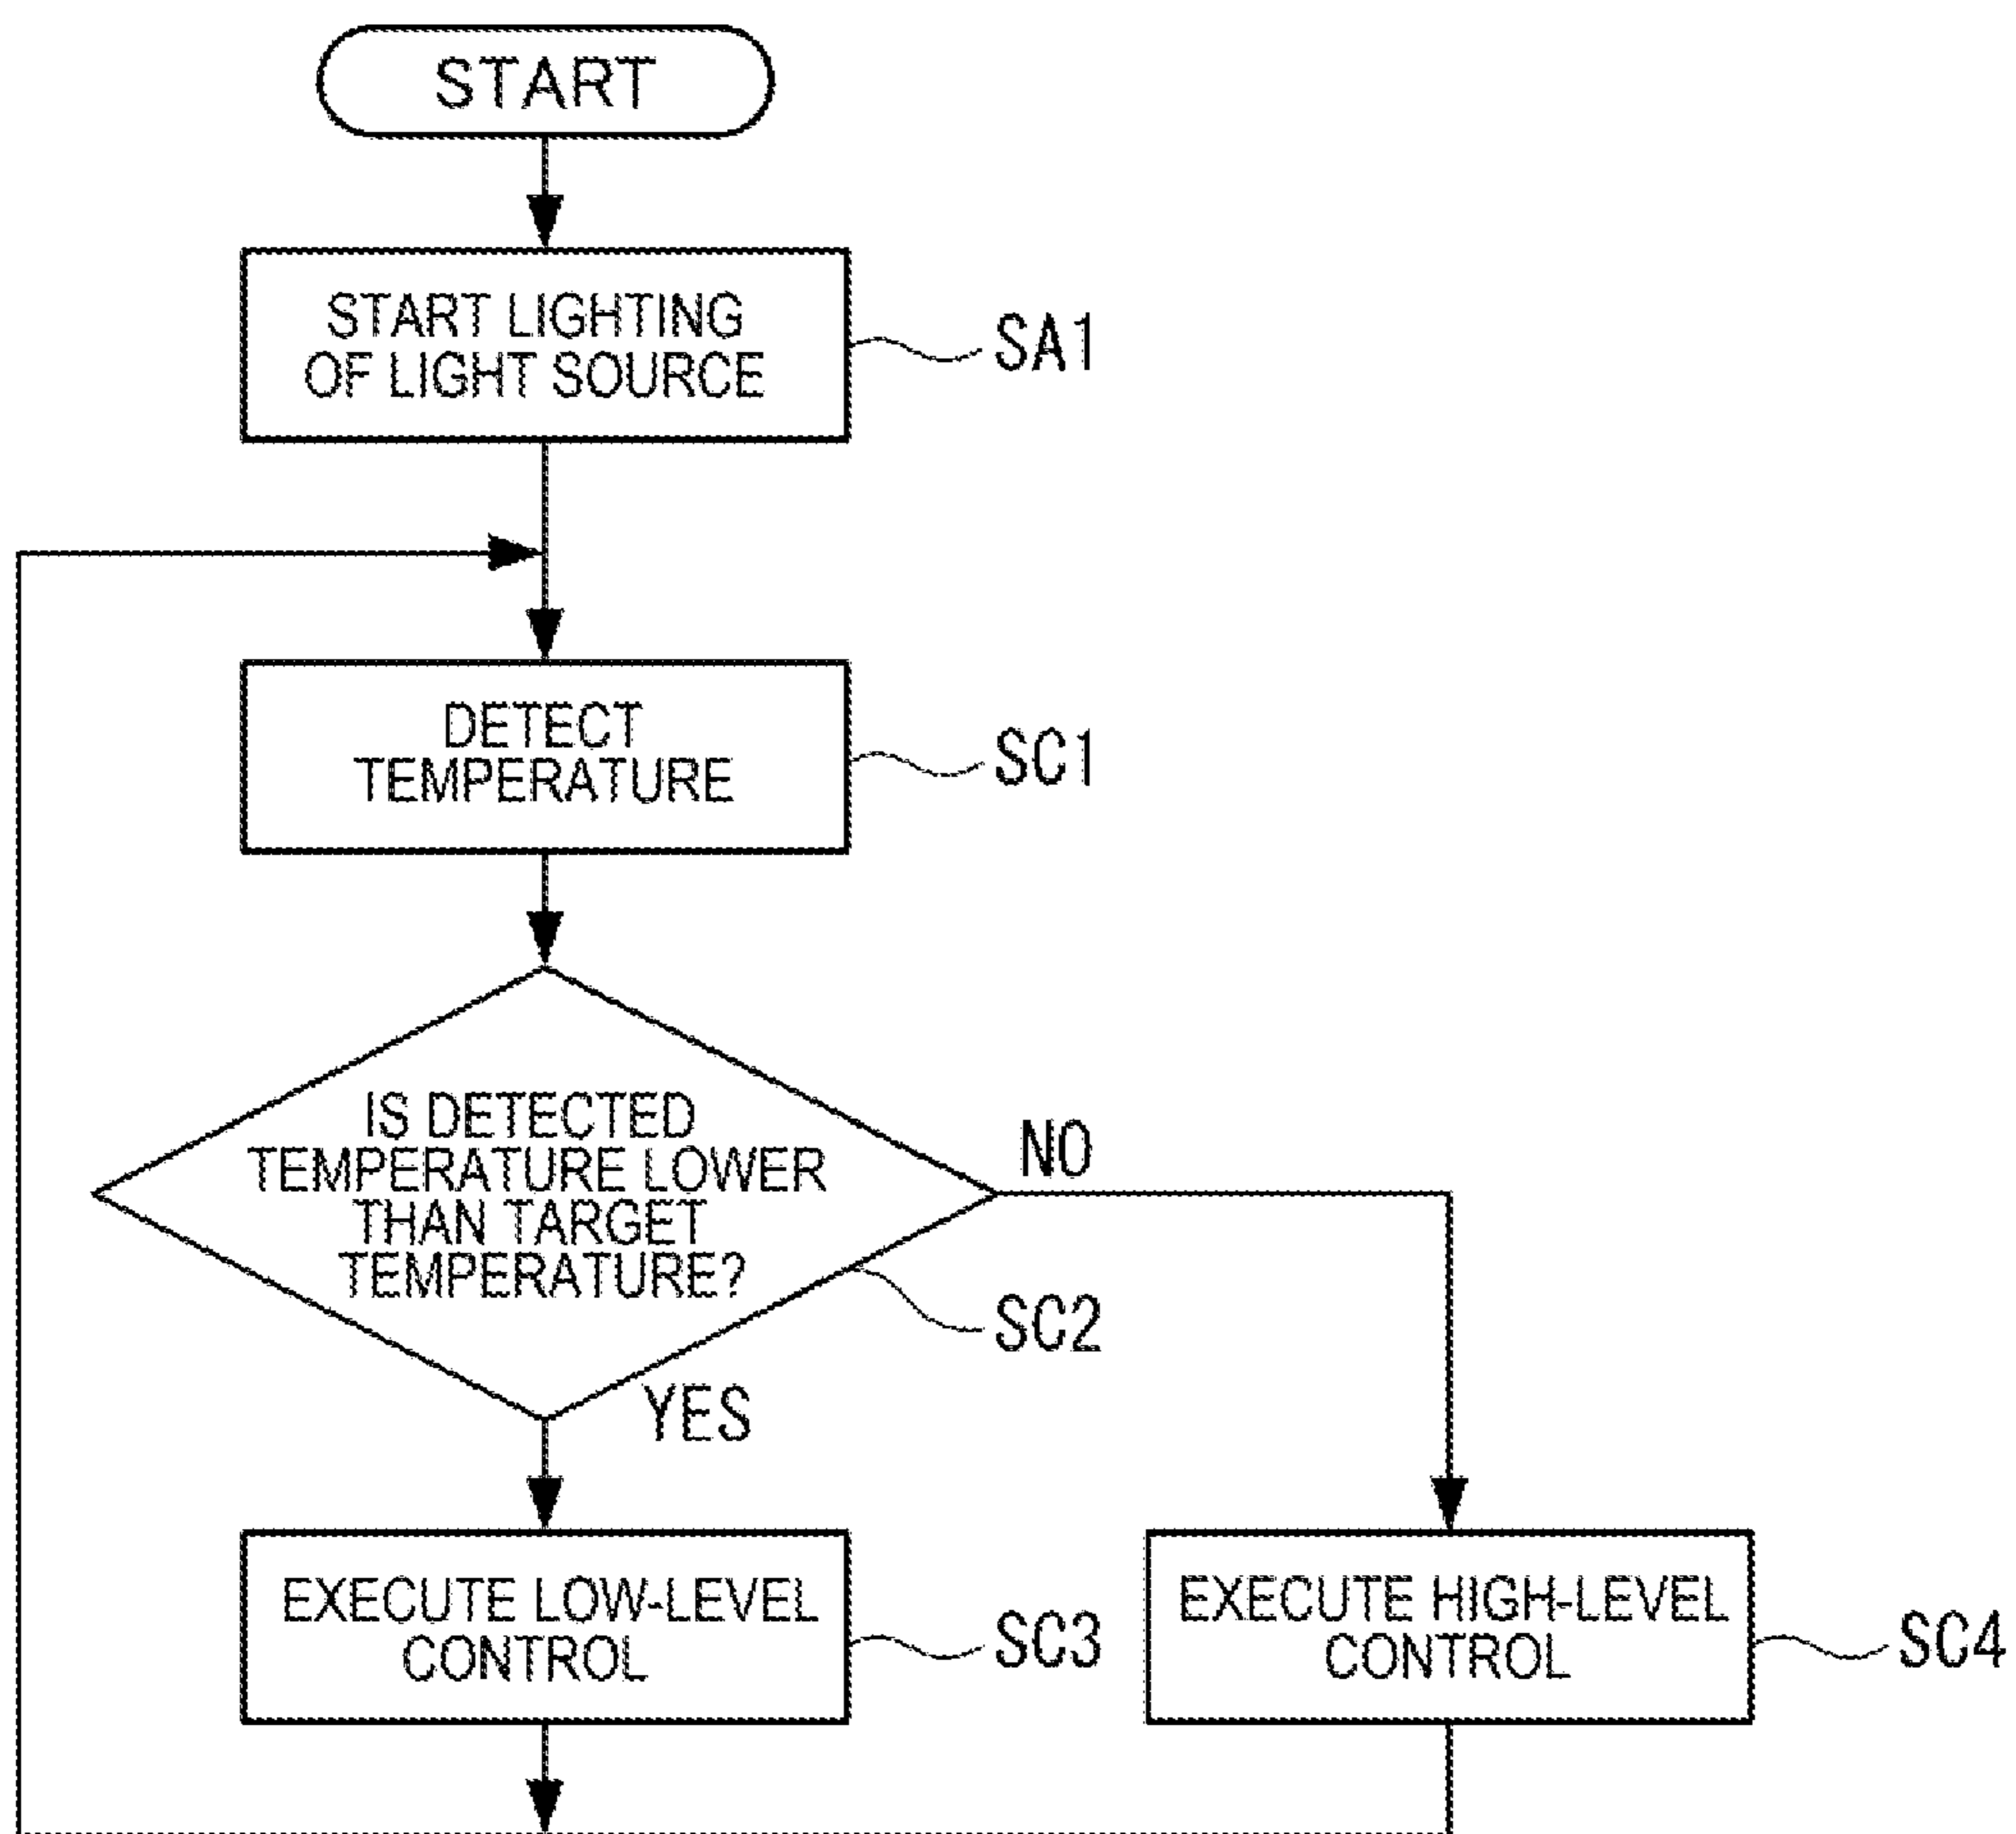 START
START LIGHTING
OF LIGHT SOURCE
SA1
DETECT
TEMPERATURE
SC1
IS DETECTED
TEMPERATURE LOWER
THAN TARGET
TEMPERATURE?
NO
SC2
YES
EXECUTE LOW-LEVEL
CONTROL
SC3
EXECUTE HIGH-LEVEL
CONTROL
SC4